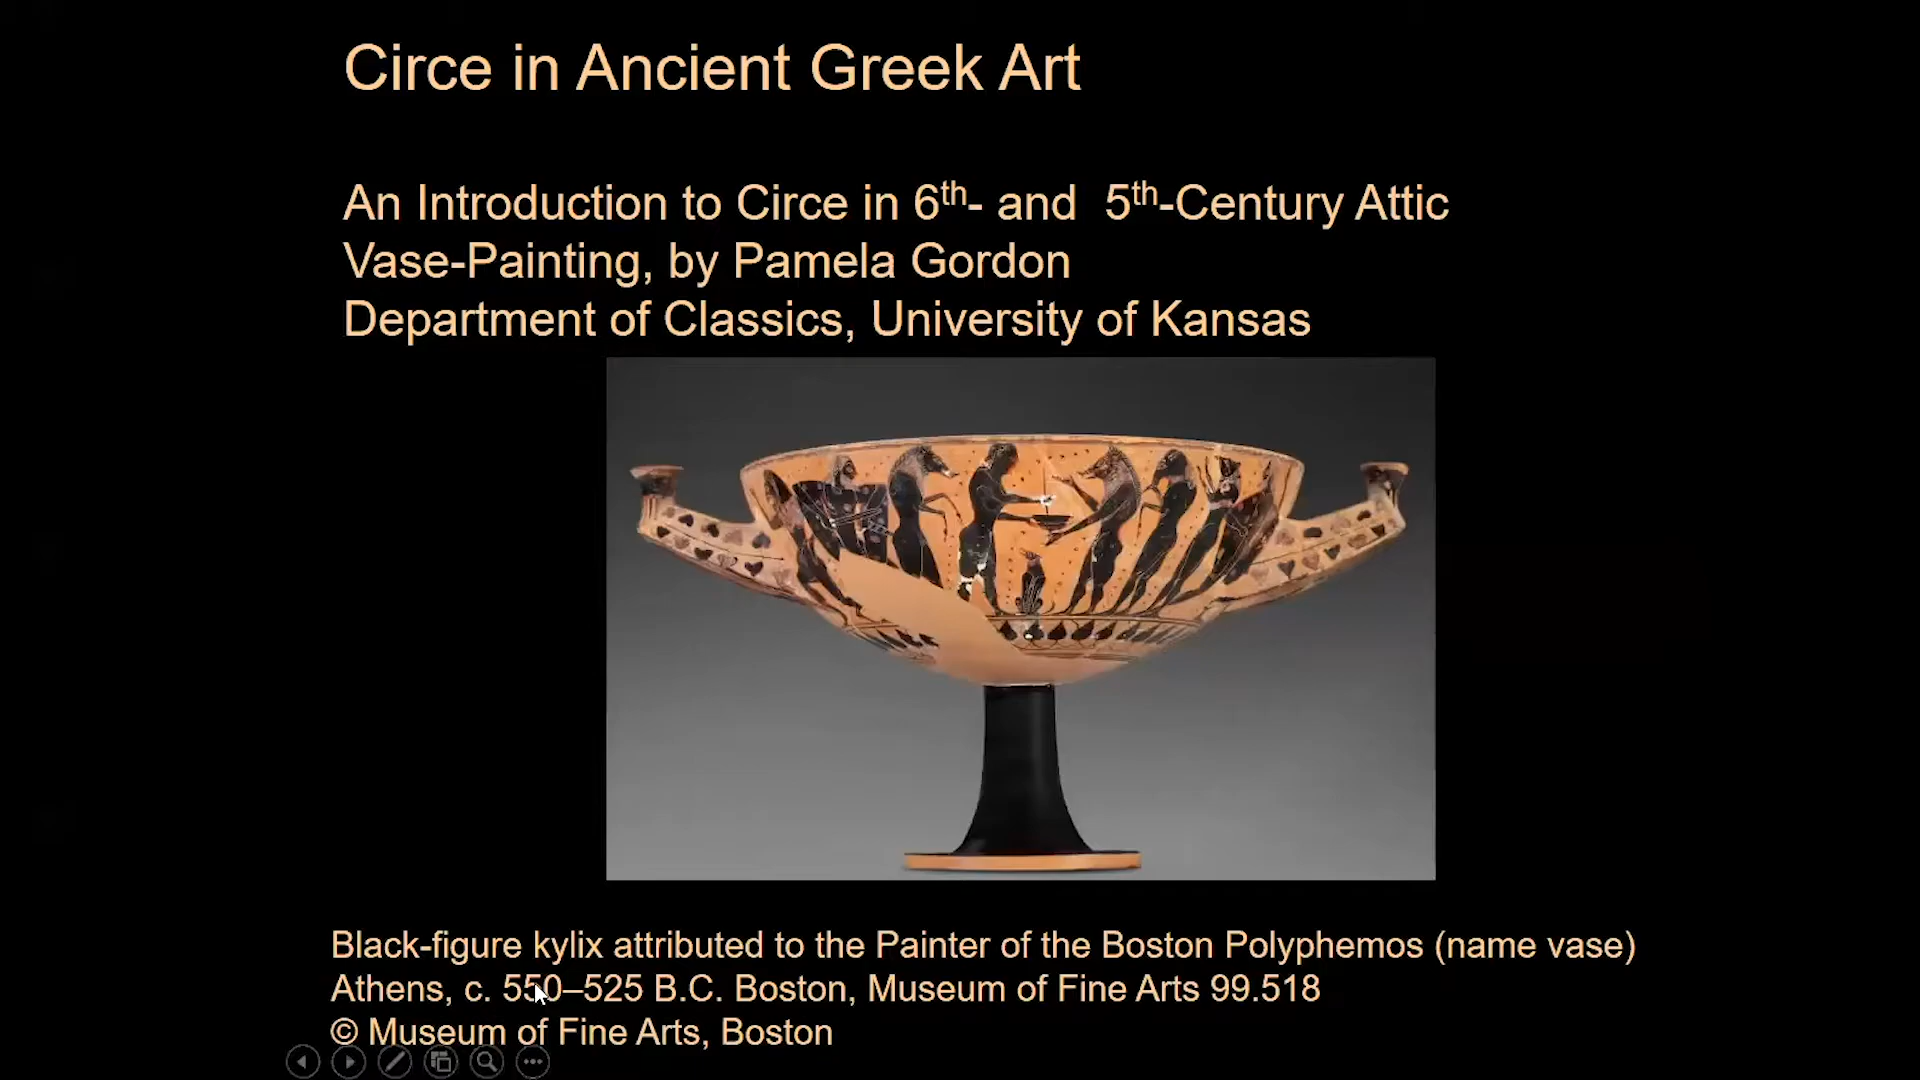 Circe in Ancient Greek Art
An Introduction to Circe in 6th- and 5th-Century Attic
Vase-Painting, by Pamela Gordon
Department of Classics, University of Kansas
Black-figure kylix attributed to the Painter of the Boston Polyphemos (name vase)
Athens, c. 550–525 B.C. Boston, Museum of Fine Arts 99.518
© Museum of Fine Arts, Boston